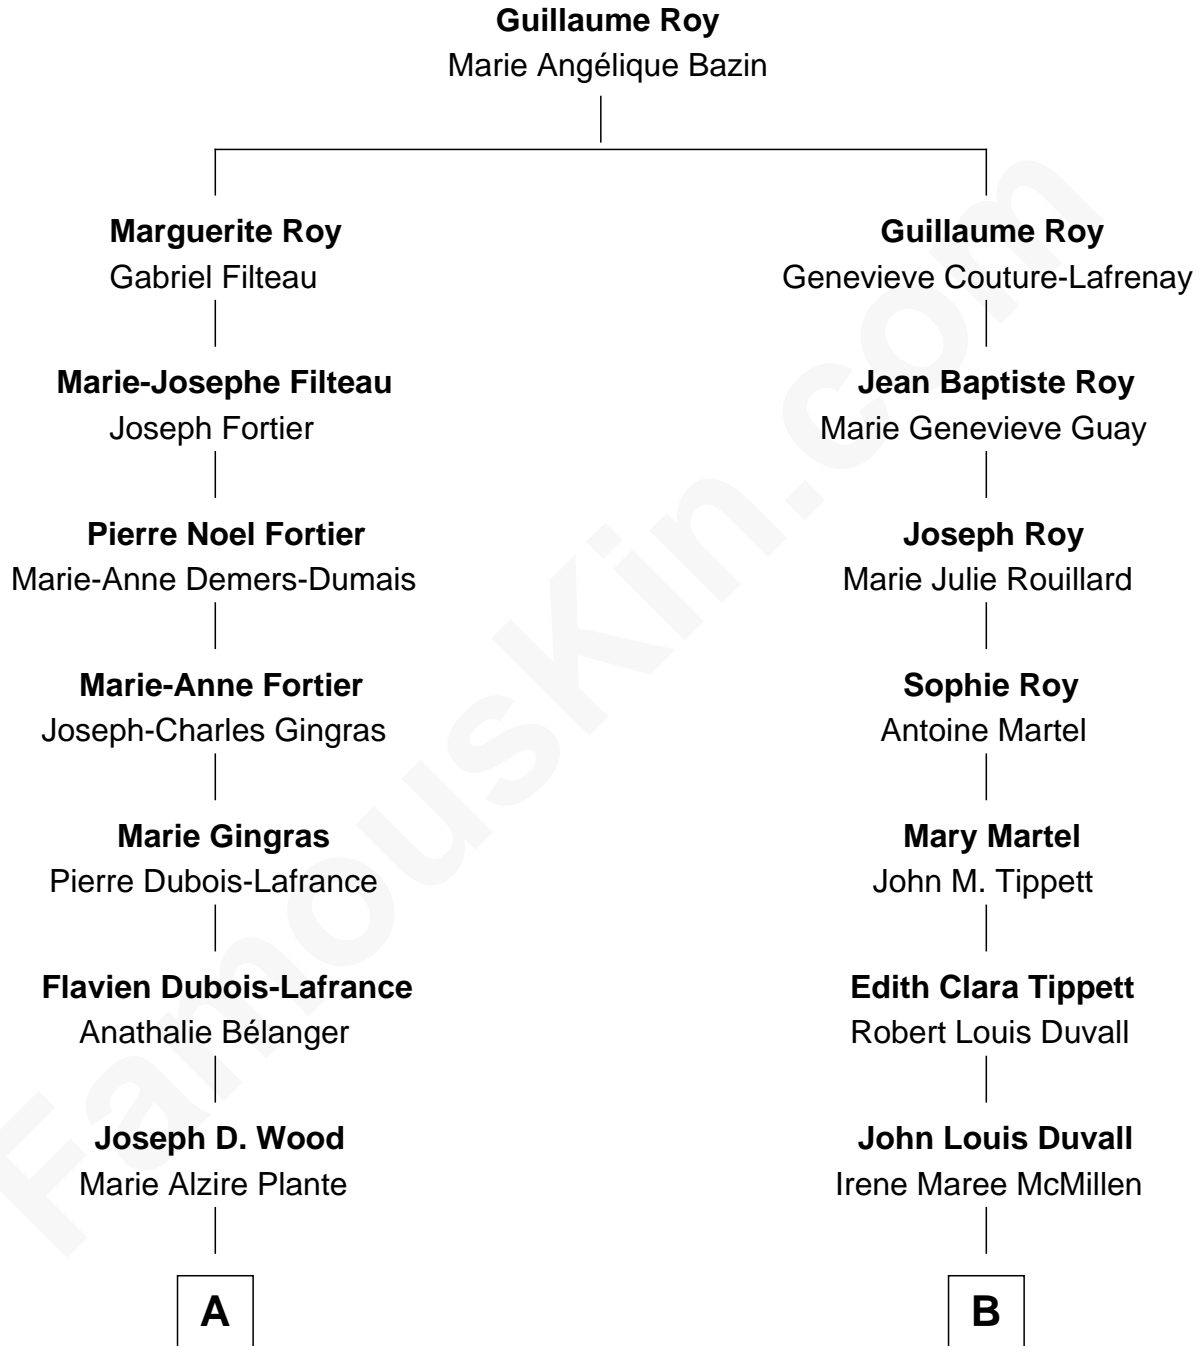 Guillaume Roy
Marie Angélique Bazin
Marguerite Roy
Gabriel Filteau
Guillaume Roy
Genevieve Couture-Lafrenay
Marie-Josephe Filteau
Joseph Fortier
Jean Baptiste Roy
Marie Genevieve Guay
Pierre Noel Fortier
Marie-Anne Demers-Dumais
Joseph Roy
Marie Julie Rouillard
Marie-Anne Fortier
Joseph-Charles Gingras
Sophie Roy
Antoine Martel
Marie Gingras
Pierre Dubois-Lafrance
Mary Martel
John M. Tippett
Flavien Dubois-Lafrance
Anathalie Bélanger
Edith Clara Tippett
Robert Louis Duvall
Joseph D. Wood
Marie Alzire Plante
John Louis Duvall
Irene Maree McMillen
A
B
FamousKin.com